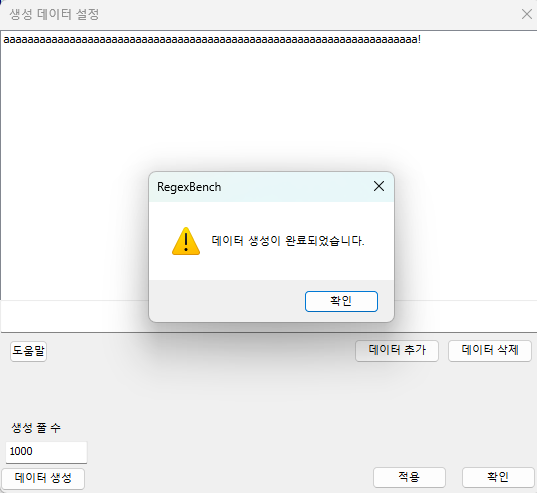 생성 데이터 설정
aaaaaaaaaaaaaaaaaaaaaaaaaaaaaaaaaaaaaaaaaaaaaaaaaaaaaaaaaaaaaaaaaaaaa!
RegexBench
데이터 생성이 완료되었습니다.
확인
도움말
데이터 추가
데이터 삭제
생성 풀 수
1000
데이터 생성
적용
확인